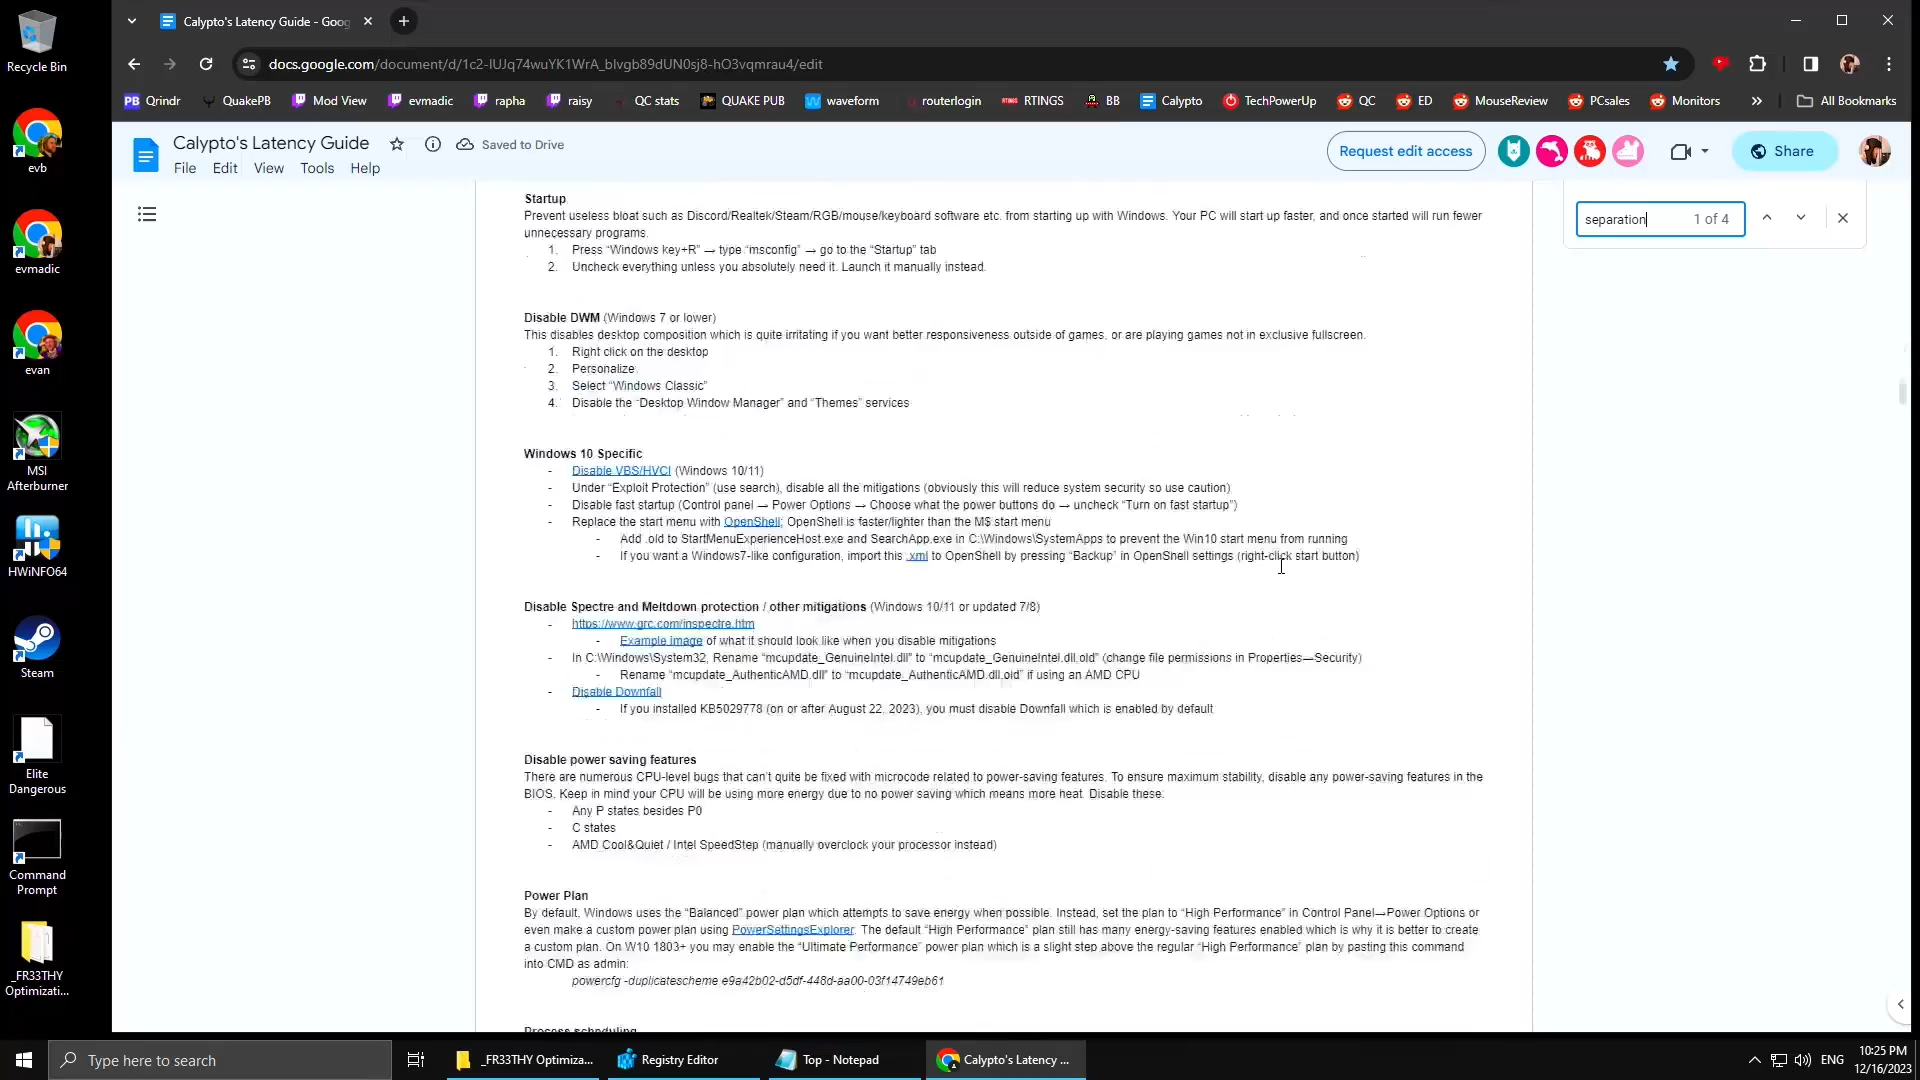 Recycle Bin
evb
evmadic
evan
MSI
Afterburner
HWiNFO64
Steam
Elite
Dangerous
Command
Prompt
_FR33THY
Optimizati...
Calypto's Latency Guide - Goog
docs.google.com/document/d/1c2-lUJq74wuYK1WrA_bIvgb89dUN0sj8-hO3vqmrau4/edit
Qrindr QuakePB Mod View evmadic rapha raisy QC stats QUAKE PUB waveform routerlogin RTINGS BB Calypto TechPowerUp QC ED MouseReview PCsales Monitors » All Bookmarks
Calypto's Latency Guide Saved to Drive
File Edit View Tools Help
Request edit access
Share
separation 1 of 4
Startup
Prevent useless bloat such as Discord/Realtek/Steam/RGB/mouse/keyboard software etc. from starting up with Windows. Your PC will start up faster, and once started will run fewer
unnecessary programs.
1. Press “Windows key+R” → type “msconfig” → go to the “Startup” tab
2. Uncheck everything unless you absolutely need it. Launch it manually instead.
Disable DWM (Windows 7 or lower)
This disables desktop composition which is quite irritating if you want better responsiveness outside of games, or are playing games not in exclusive fullscreen.
1. Right click on the desktop
2. Personalize
3. Select “Windows Classic”
4. Disable the “Desktop Window Manager” and “Themes” services
Windows 10 Specific
- Disable VBS/HVCI (Windows 10/11)
- Under “Exploit Protection” (use search), disable all the mitigations (obviously this will reduce system security so use caution)
- Disable fast startup (Control panel → Power Options → Choose what the power buttons do → uncheck “Turn on fast startup”)
- Replace the start menu with OpenShell; OpenShell is faster/lighter than the M$ start menu
- Add .old to StartMenuExperienceHost.exe and SearchApp.exe in C:\Windows\SystemApps to prevent the Win10 start menu from running
- If you want a Windows7-like configuration, import this .xml to OpenShell by pressing “Backup” in OpenShell settings (right-click start button)
Disable Spectre and Meltdown protection / other mitigations (Windows 10/11 or updated 7/8)
- https://www.grc.com/inspectre.htm
- Example image of what it should look like when you disable mitigations
- In C:\Windows\System32, Rename “mcupdate_GenuineIntel.dll” to “mcupdate_GenuineIntel.dll.old” (change file permissions in Properties—Security)
- Rename “mcupdate_AuthenticAMD.dll” to “mcupdate_AuthenticAMD.dll.old” if using an AMD CPU
- Disable Downfall
- If you installed KB5029778 (on or after August 22, 2023), you must disable Downfall which is enabled by default
Disable power saving features
There are numerous CPU-level bugs that can’t quite be fixed with microcode related to power-saving features. To ensure maximum stability, disable any power-saving features in the
BIOS. Keep in mind your CPU will be using more energy due to no power saving which means more heat. Disable these:
- Any P states besides P0
- C states
- AMD Cool&Quiet / Intel SpeedStep (manually overclock your processor instead)
Power Plan
By default, Windows uses the “Balanced” power plan which attempts to save energy when possible. Instead, set the plan to “High Performance” in Control Panel→Power Options or
even make a custom power plan using PowerSettingsExplorer. The default “High Performance” plan still has many energy-saving features enabled which is why it is better to create
a custom plan. On W10 1803+ you may enable the “Ultimate Performance” power plan which is a slight step above the regular “High Performance” plan by pasting this command
into CMD as admin:
powercfg -duplicatescheme e9a42b02-d5df-448d-aa00-03f14749eb61
Process scheduling
Type here to search
_FR33THY Optimiza...
Registry Editor
Top - Notepad
Calypto's Latency ...
ENG
10:25 PM
12/16/2023